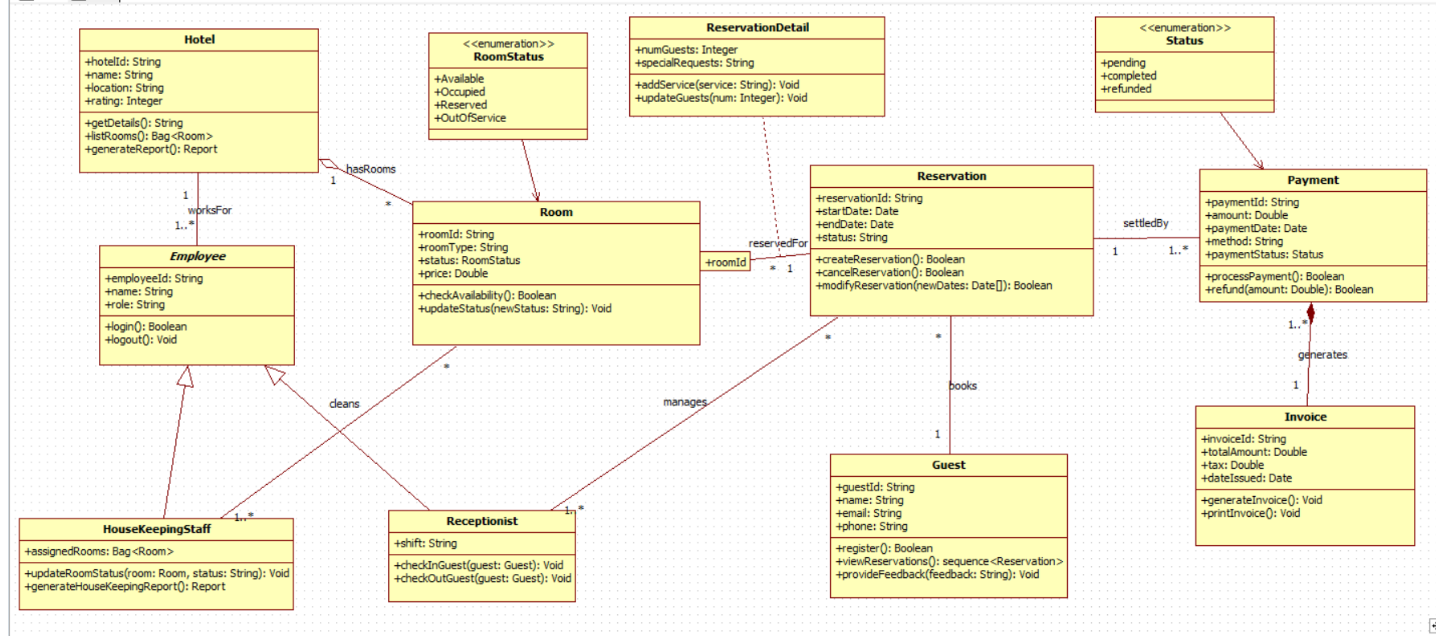 Hotel
+hotelId: String
+name: String
+location: String
+rating: Integer
+getDetails(): String
+listRooms(): Bag<Room>
+generateReport(): Report
<<enumeration>>
RoomStatus
+Available
+Occupied
+Reserved
+OutOfService
ReservationDetail
+numGuests: Integer
+specialRequests: String
+addService(service: String): Void
+updateGuests(num: Integer): Void
<<enumeration>>
Status
+pending
+completed
+refunded
hasRooms
1
*
1
worksFor
1..*
Employee
+employeeId: String
+name: String
+role: String
+login(): Boolean
+logout(): Void
Room
+roomId: String
+roomType: String
+status: RoomStatus
+price: Double
+checkAvailability(): Boolean
+updateStatus(newStatus: String): Void
+roomId
reservedFor
* 1
Reservation
+reservationId: String
+startDate: Date
+endDate: Date
+status: String
+createReservation(): Boolean
+cancelReservation(): Boolean
+modifyReservation(newDates: Date[]): Boolean
settledBy
1
1..*
Payment
+paymentId: String
+amount: Double
+paymentDate: Date
+method: String
+paymentStatus: Status
+processPayment(): Boolean
+refund(amount: Double): Boolean
1..*
generates
1
*
cleans
1..*
*
manages
1..*
*
books
1
HouseKeepingStaff
+assignedRooms: Bag<Room>
+updateRoomStatus(room: Room, status: String): Void
+generateHouseKeepingReport(): Report
Receptionist
+shift: String
+checkInGuest(guest: Guest): Void
+checkOutGuest(guest: Guest): Void
Guest
+guestId: String
+name: String
+email: String
+phone: String
+register(): Boolean
+viewReservations(): sequence<Reservation>
+provideFeedback(feedback: String): Void
Invoice
+invoiceId: String
+totalAmount: Double
+tax: Double
+dateIssued: Date
+generateInvoice(): Void
+printInvoice(): Void